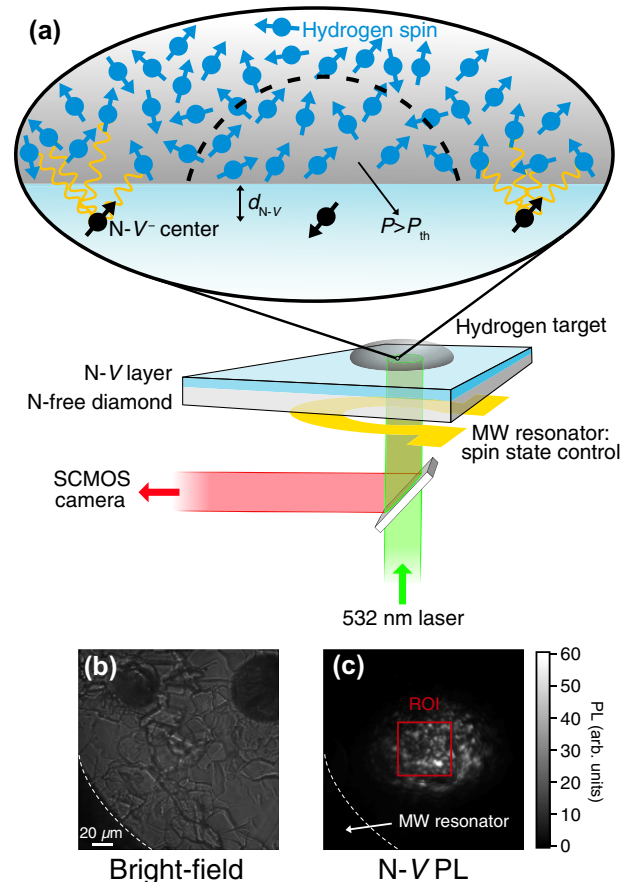 (a)
Hydrogen spin
d_N-V
N-V⁻ center
P>P_th
Hydrogen target
N-V layer
N-free diamond
MW resonator:
spin state control
SCMOS
camera
532 nm laser
(b)
20 µm
Bright-field
(c)
ROI
MW resonator
N-V PL
60
50
40
30
20
10
0
PL (arb. units)